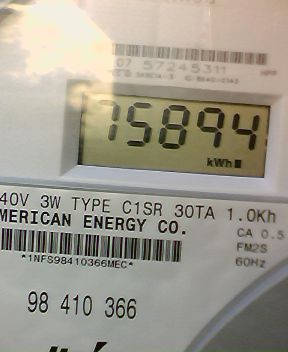 07 57245311
75894
kWh
40V 3W TYPE C1SR 30TA 1.0Kh
MERICAN ENERGY CO.
CA 0.5
FM2S
60Hz
*1NFS98410366MEC*
98 410 366